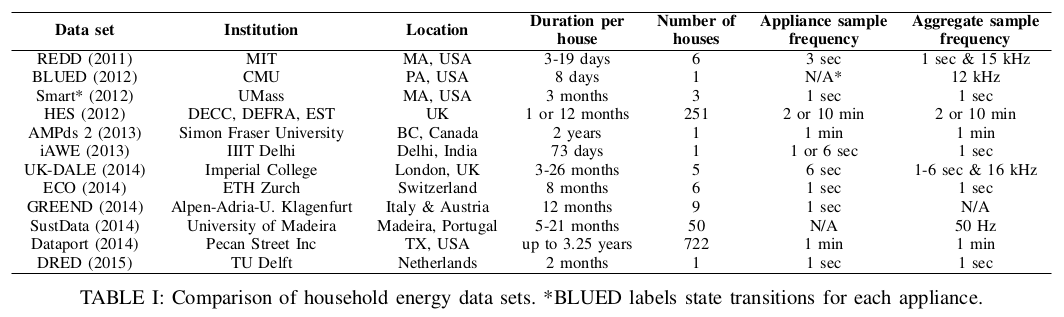 Data set Institution Location Duration per house Number of houses Appliance sample frequency Aggregate sample frequency
REDD (2011) MIT MA, USA 3-19 days 6 3 sec 1 sec & 15 kHz
BLUED (2012) CMU PA, USA 8 days 1 N/A* 12 kHz
Smart* (2012) UMass MA, USA 3 months 3 1 sec 1 sec
HES (2012) DECC, DEFRA, EST UK 1 or 12 months 251 2 or 10 min 2 or 10 min
AMPds 2 (2013) Simon Fraser University BC, Canada 2 years 1 1 min 1 min
iAWE (2013) IIIT Delhi Delhi, India 73 days 1 1 or 6 sec 1 sec
UK-DALE (2014) Imperial College London, UK 3-26 months 5 6 sec 1-6 sec & 16 kHz
ECO (2014) ETH Zurch Switzerland 8 months 6 1 sec 1 sec
GREEND (2014) Alpen-Adria-U. Klagenfurt Italy & Austria 12 months 9 1 sec N/A
SustData (2014) University of Madeira Madeira, Portugal 5-21 months 50 N/A 50 Hz
Dataport (2014) Pecan Street Inc TX, USA up to 3.25 years 722 1 min 1 min
DRED (2015) TU Delft Netherlands 2 months 1 1 sec 1 sec
TABLE I: Comparison of household energy data sets. *BLUED labels state transitions for each appliance.